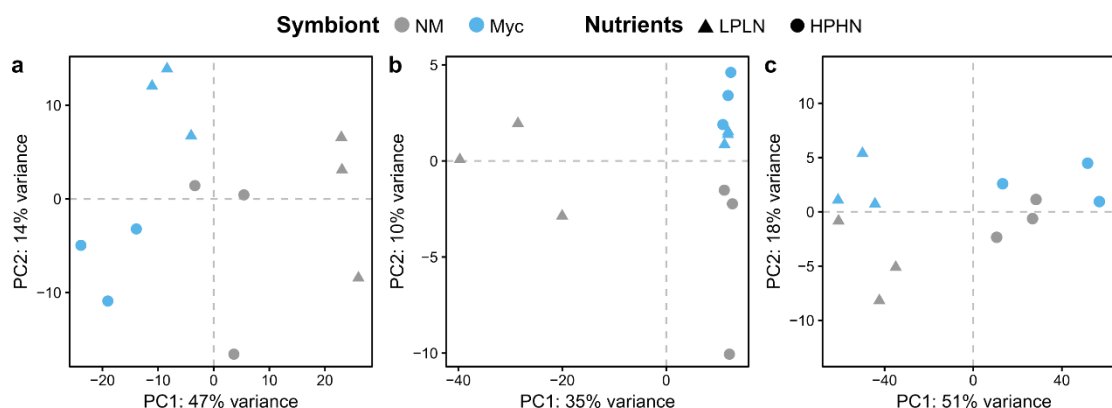 Symbiont NM Myc Nutrients LPLN HPHN
a
10
0
−10
PC2: 14% variance
−20 −10 0 10 20
PC1: 47% variance
b
5
0
−5
−10
PC2: 10% variance
−40 −20 0
PC1: 35% variance
c
10
5
0
−5
−10
PC2: 18% variance
−40 0 40
PC1: 51% variance